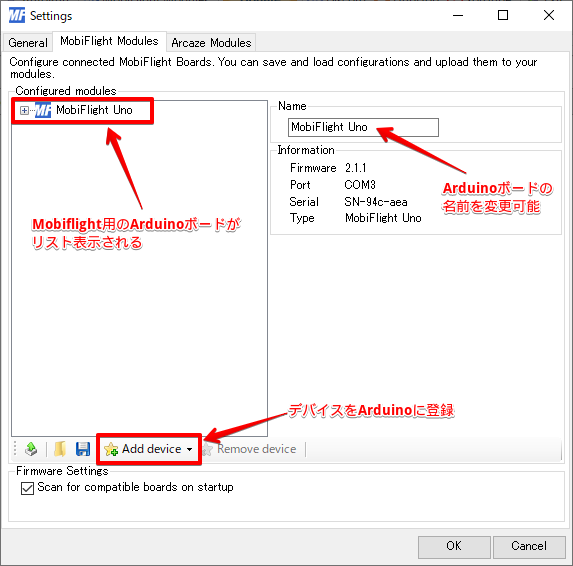 MF Settings
General MobiFlight Modules Arcaze Modules
Configure connected MobiFlight Boards. You can save and load configurations and upload them to your
modules.
Configured modules
MF MobiFlight Uno
Mobiflight用のArduinoボードが
リスト表示される
Name
MobiFlight Uno
Information
Firmware 2.1.1
Port COM3
Serial SN-94c-aea
Type MobiFlight Uno
Arduinoボードの
名前を変更可能
デバイスをArduinoに登録
Add device Remove device
Firmware Settings
Scan for compatible boards on startup
OK Cancel